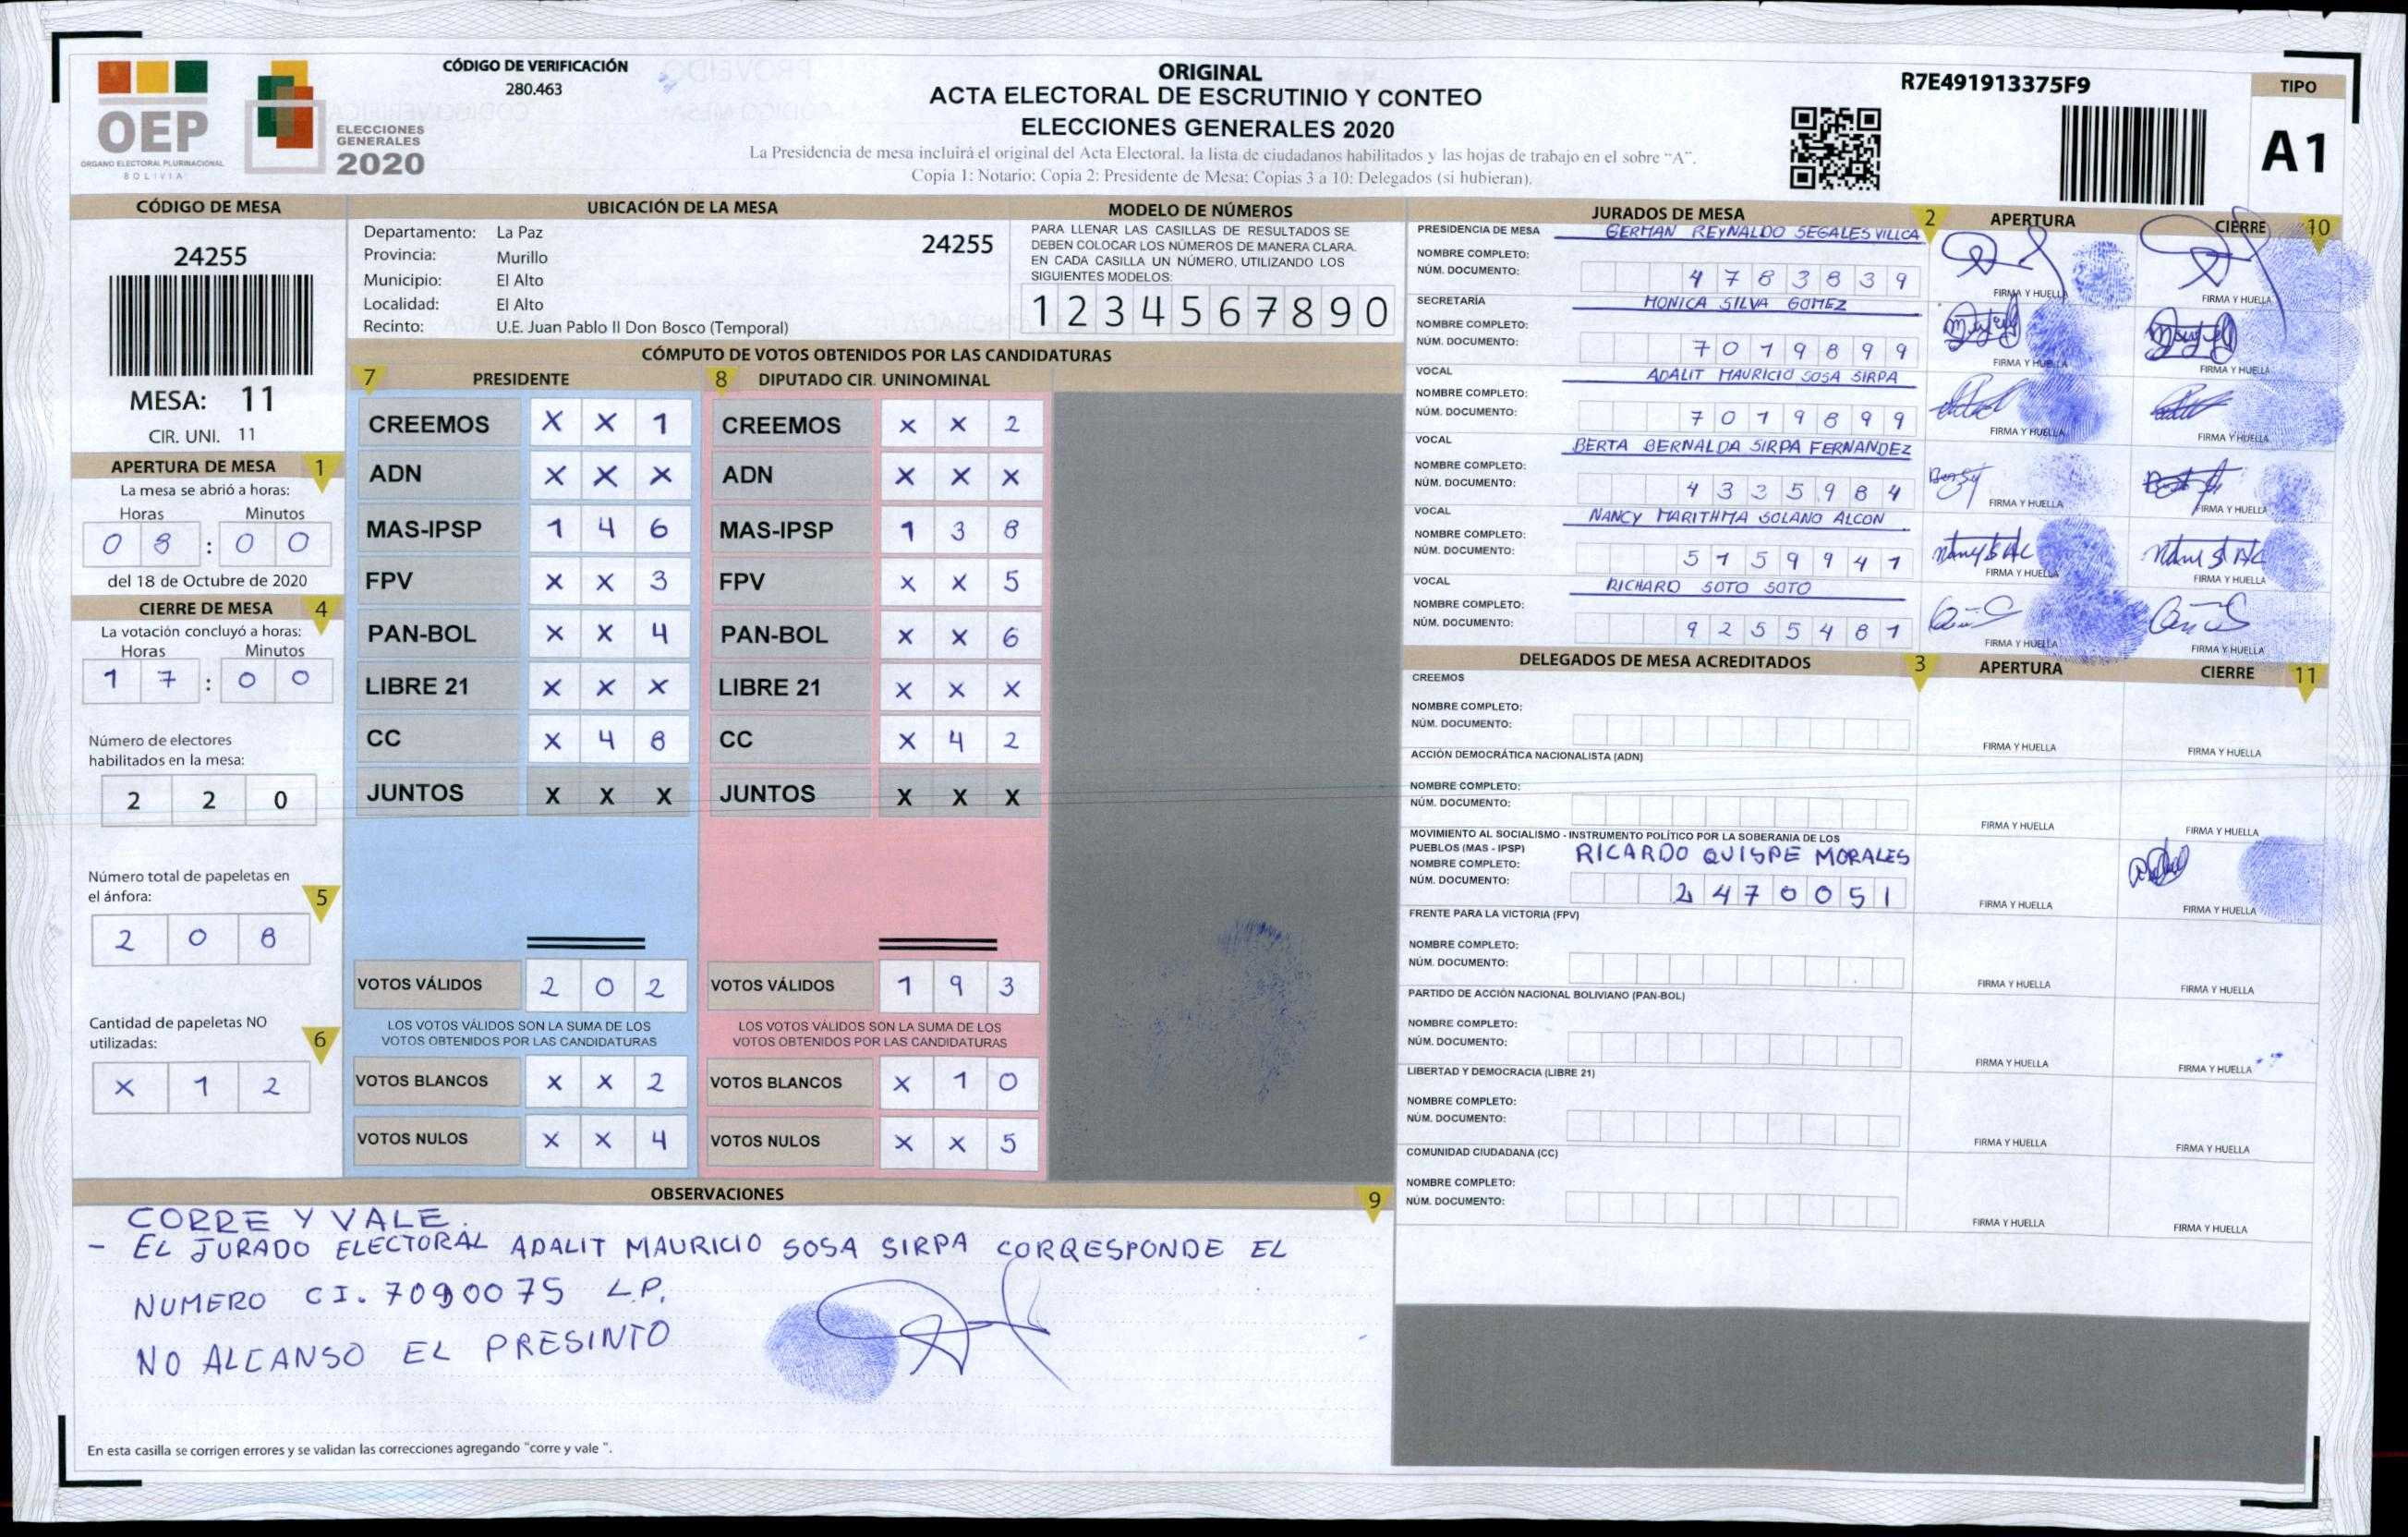 CÓDIGO DE VERIFICACIÓN
280.463
OEP
ÓRGANO ELECTORAL PLURINACIONAL
BOLIVIA
ELECCIONES
GENERALES
2020
ORIGINAL
ACTA ELECTORAL DE ESCRUTINIO Y CONTEO
ELECCIONES GENERALES 2020
La Presidencia de mesa incluirá el original del Acta Electoral, la lista de ciudadanos habilitados y las hojas de trabajo en el sobre "A".
Copia 1: Notario; Copia 2: Presidente de Mesa; Copias 3 a 10: Delegados (si hubieran).
R7E491913375F9
TIPO
A1
CÓDIGO DE MESA
24255
MESA: 11
CIR. UNI. 11
APERTURA DE MESA 1
La mesa se abrió a horas:
Horas Minutos
0 8 : 0 0
del 18 de Octubre de 2020
CIERRE DE MESA 4
La votación concluyó a horas:
Horas Minutos
1 7 : 0 0
Número de electores
habilitados en la mesa:
2 2 0
Número total de papeletas en
el ánfora: 5
2 0 8
Cantidad de papeletas NO
utilizadas: 6
X 1 2
UBICACIÓN DE LA MESA
Departamento: La Paz 24255
Provincia: Murillo
Municipio: El Alto
Localidad: El Alto
Recinto: U.E. Juan Pablo II Don Bosco (Temporal)
MODELO DE NÚMEROS
PARA LLENAR LAS CASILLAS DE RESULTADOS SE
DEBEN COLOCAR LOS NÚMEROS DE MANERA CLARA.
EN CADA CASILLA UN NÚMERO, UTILIZANDO LOS
SIGUIENTES MODELOS:
1 2 3 4 5 6 7 8 9 0
CÓMPUTO DE VOTOS OBTENIDOS POR LAS CANDIDATURAS
7 PRESIDENTE 8 DIPUTADO CIR. UNINOMINAL
CREEMOS X X 1 CREEMOS X X 2
ADN X X X ADN X X X
MAS-IPSP 1 4 6 MAS-IPSP 1 3 8
FPV X X 3 FPV X X 5
PAN-BOL X X 4 PAN-BOL X X 6
LIBRE 21 X X X LIBRE 21 X X X
CC X 4 8 CC X 4 2
JUNTOS X X X JUNTOS X X X
VOTOS VÁLIDOS 2 0 2 VOTOS VÁLIDOS 1 9 3
LOS VOTOS VÁLIDOS SON LA SUMA DE LOS LOS VOTOS VÁLIDOS SON LA SUMA DE LOS
VOTOS OBTENIDOS POR LAS CANDIDATURAS VOTOS OBTENIDOS POR LAS CANDIDATURAS
VOTOS BLANCOS X X 2 VOTOS BLANCOS X 1 0
VOTOS NULOS X X 4 VOTOS NULOS X X 5
JURADOS DE MESA 2 APERTURA CIERRE 10
PRESIDENCIA DE MESA GERMAN REYNALDO SEGALES VILLCA
NOMBRE COMPLETO:
NÚM. DOCUMENTO: 4 7 8 3 8 3 9
FIRMA Y HUELLA FIRMA Y HUELLA
SECRETARÍA MONICA SILVA GOMEZ
NOMBRE COMPLETO:
NÚM. DOCUMENTO: 7 0 1 9 8 9 9
FIRMA Y HUELLA FIRMA Y HUELLA
VOCAL ADALIT MAURICIO SOSA SIRPA
NOMBRE COMPLETO:
NÚM. DOCUMENTO: 7 0 1 9 8 9 9
FIRMA Y HUELLA FIRMA Y HUELLA
VOCAL BERTA BERNALDA SIRPA FERNANDEZ
NOMBRE COMPLETO:
NÚM. DOCUMENTO: 4 3 3 5 9 8 4
FIRMA Y HUELLA FIRMA Y HUELLA
VOCAL NANCY MARITHMA SOLANO ALCON
NOMBRE COMPLETO:
NÚM. DOCUMENTO: 5 1 5 9 9 4 1
FIRMA Y HUELLA FIRMA Y HUELLA
VOCAL RICHARD SOTO SOTO
NOMBRE COMPLETO:
NÚM. DOCUMENTO: 9 2 5 5 4 8 1
FIRMA Y HUELLA FIRMA Y HUELLA
DELEGADOS DE MESA ACREDITADOS 3 APERTURA CIERRE 11
CREEMOS
NOMBRE COMPLETO:
NÚM. DOCUMENTO:
FIRMA Y HUELLA FIRMA Y HUELLA
ACCIÓN DEMOCRÁTICA NACIONALISTA (ADN)
NOMBRE COMPLETO:
NÚM. DOCUMENTO:
FIRMA Y HUELLA FIRMA Y HUELLA
MOVIMIENTO AL SOCIALISMO - INSTRUMENTO POLÍTICO POR LA SOBERANIA DE LOS
PUEBLOS (MAS - IPSP) RICARDO QUISPE MORALES
NOMBRE COMPLETO:
NÚM. DOCUMENTO: 2 4 7 0 0 5 1
FIRMA Y HUELLA FIRMA Y HUELLA
FRENTE PARA LA VICTORIA (FPV)
NOMBRE COMPLETO:
NÚM. DOCUMENTO:
FIRMA Y HUELLA FIRMA Y HUELLA
PARTIDO DE ACCIÓN NACIONAL BOLIVIANO (PAN-BOL)
NOMBRE COMPLETO:
NÚM. DOCUMENTO:
FIRMA Y HUELLA FIRMA Y HUELLA
LIBERTAD Y DEMOCRACIA (LIBRE 21)
NOMBRE COMPLETO:
NÚM. DOCUMENTO:
FIRMA Y HUELLA FIRMA Y HUELLA
COMUNIDAD CIUDADANA (CC)
NOMBRE COMPLETO:
NÚM. DOCUMENTO:
FIRMA Y HUELLA FIRMA Y HUELLA
OBSERVACIONES 9
CORRE Y VALE.
- EL JURADO ELECTORAL ADALIT MAURICIO SOSA SIRPA CORRESPONDE EL
NUMERO CI. 7090075 L.P.
NO ALCANSO EL PRESINTO
En esta casilla se corrigen errores y se validan las correcciones agregando "corre y vale ".